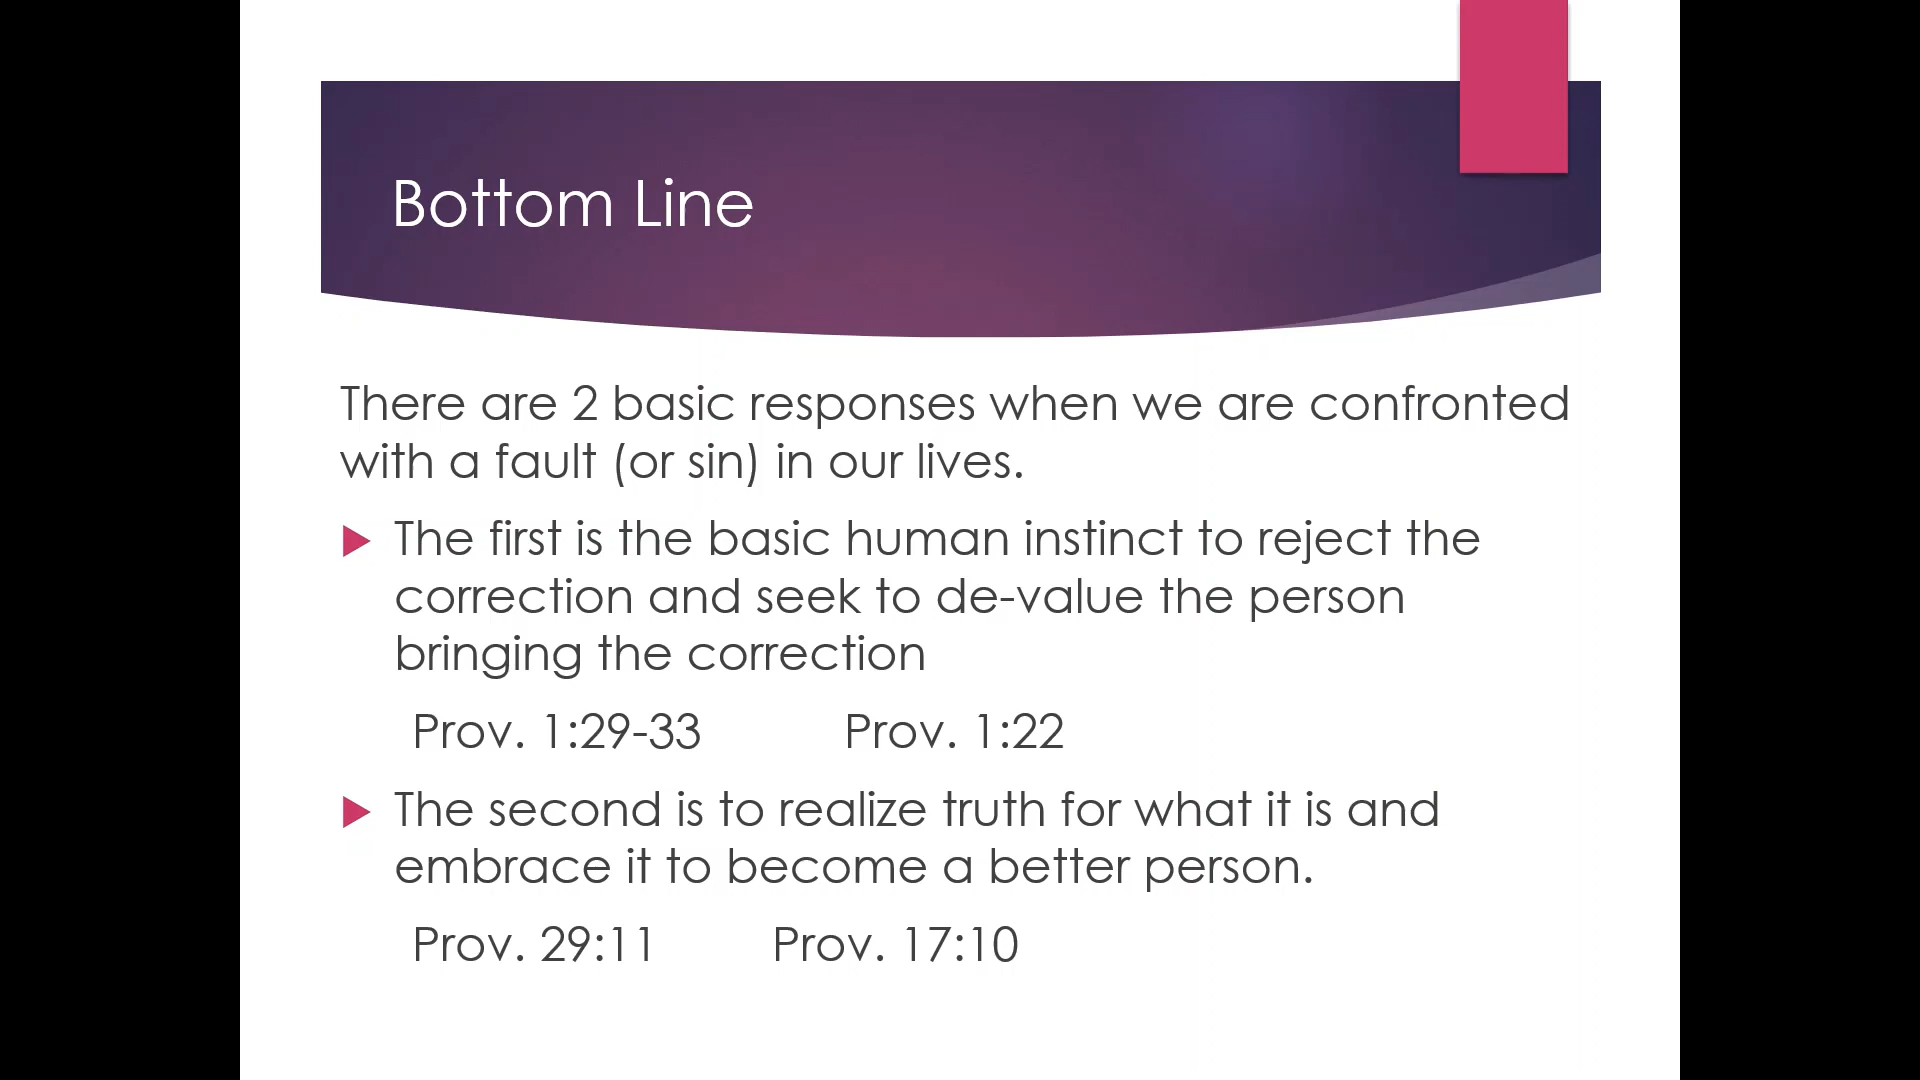 Bottom Line
There are 2 basic responses when we are confronted
with a fault (or sin) in our lives.
The first is the basic human instinct to reject the
correction and seek to de-value the person
bringing the correction
Prov. 1:29-33 Prov. 1:22
The second is to realize truth for what it is and
embrace it to become a better person.
Prov. 29:11 Prov. 17:10